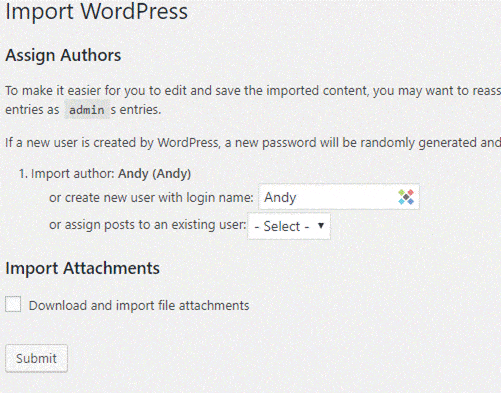 Import WordPress
Assign Authors
To make it easier for you to edit and save the imported content, you may want to reass
entries as admin s entries.
If a new user is created by WordPress, a new password will be randomly generated and
1. Import author: Andy (Andy)
or create new user with login name: Andy
or assign posts to an existing user: - Select -
Import Attachments
Download and import file attachments
Submit